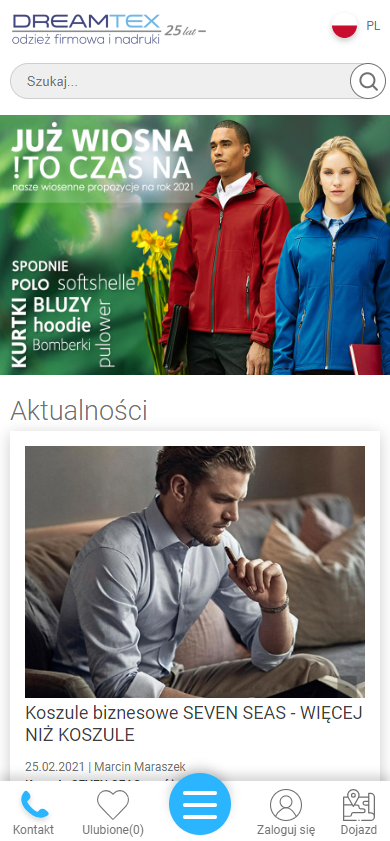 DREAMTEX
odzież firmowa i nadruki 25 lat
PL
Szukaj...
JUŻ WIOSNA
!TO CZAS NA
nasze wiosenne propozycje na rok 2021
SPODNIE
POLO softshelle
KURTKI
BLUZY
hoodie
Bomberki
pulower
Aktualności
Koszule biznesowe SEVEN SEAS - WIĘCEJ
NIŻ KOSZULE
25.02.2021 | Marcin Maraszek
Kontakt
Ulubione(0)
Zaloguj się
Dojazd